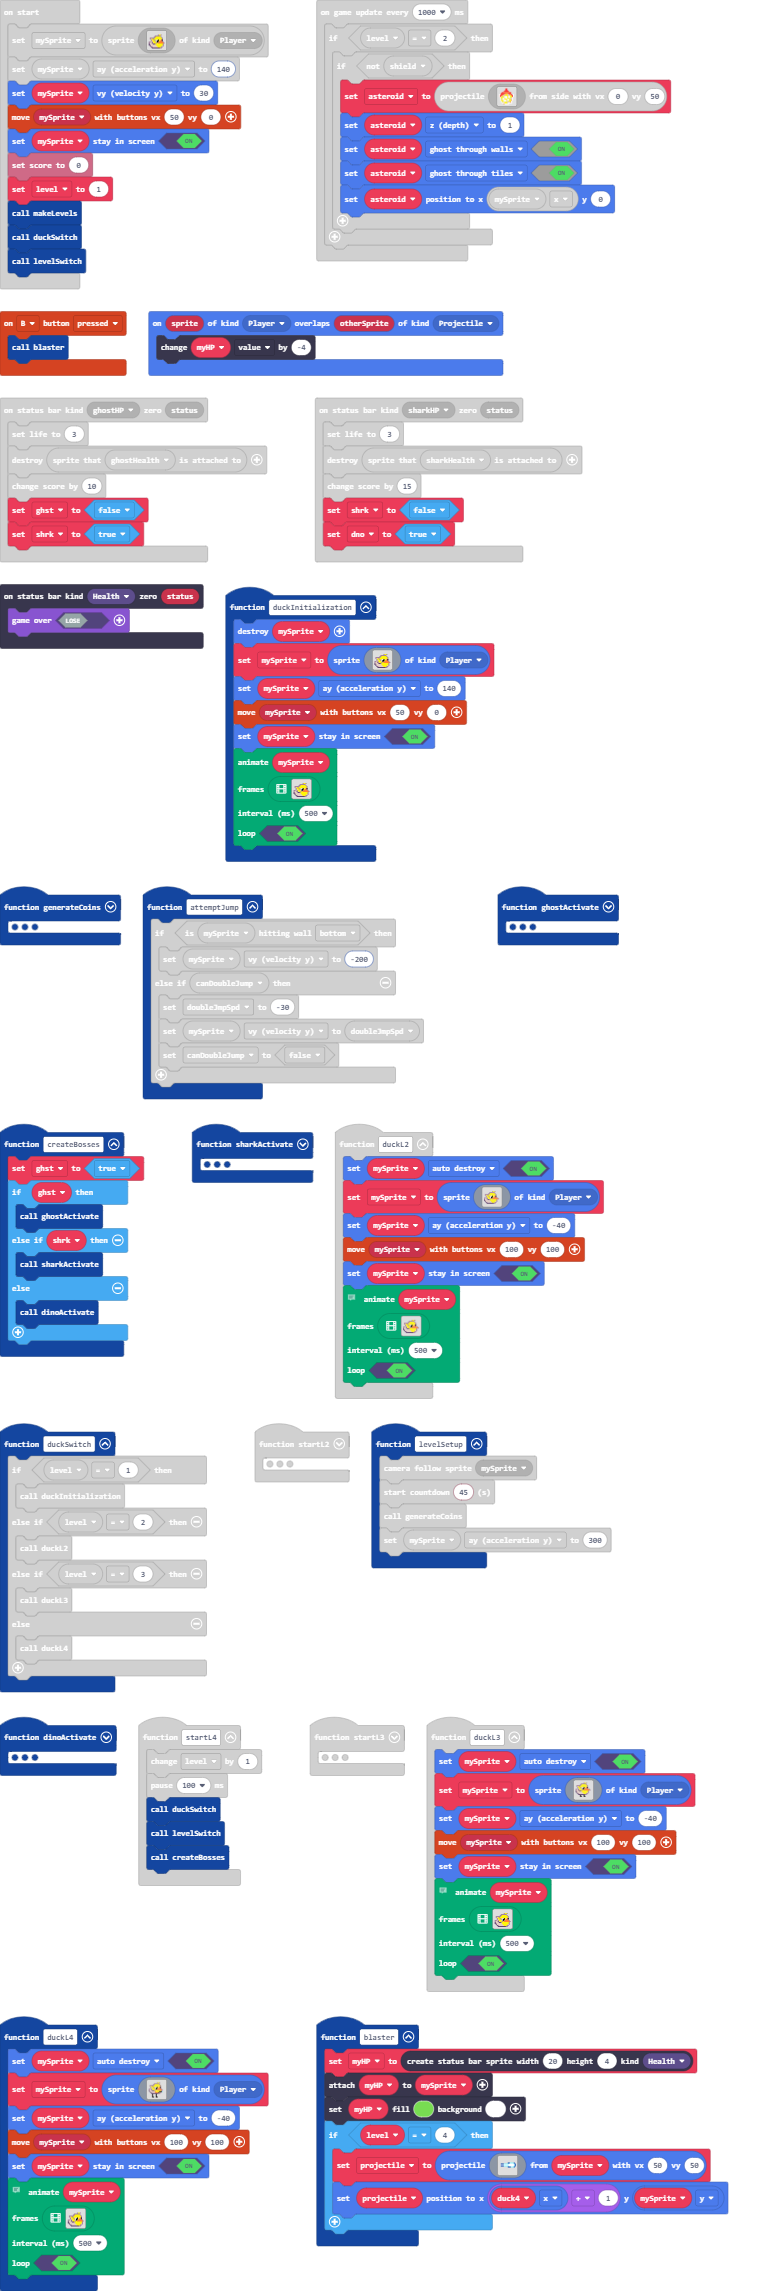 on start
set mySprite to sprite of kind Player
set mySprite ay (acceleration y) to 140
set mySprite vy (velocity y) to 30
move mySprite with buttons vx 50 vy 0
set mySprite stay in screen ON
set score to 0
set level to 1
call makeLevels
call duckSwitch
call levelSwitch
on game update every 1000 ms
if level = 2 then
if not shield then
set asteroid to projectile from side with vx 0 vy 50
set asteroid z (depth) to 1
set asteroid ghost through walls ON
set asteroid ghost through tiles ON
set asteroid position to x mySprite x y 0
on B button pressed
call blaster
on sprite of kind Player overlaps otherSprite of kind Projectile
change myHP value by -4
on status bar kind ghostHP zero status
set life to 3
destroy sprite that ghostHealth is attached to
change score by 10
set ghst to false
set shrk to true
on status bar kind sharkHP zero status
set life to 3
destroy sprite that sharkHealth is attached to
change score by 15
set shrk to false
set dno to true
on status bar kind Health zero status
game over LOSE
function duckInitialization
destroy mySprite
set mySprite to sprite of kind Player
set mySprite ay (acceleration y) to 140
move mySprite with buttons vx 50 vy 0
set mySprite stay in screen ON
animate mySprite
frames
interval (ms) 500
loop ON
function generateCoins
function attemptJump
if is mySprite hitting wall bottom then
set mySprite vy (velocity y) to -200
else if canDoubleJump then
set doubleJmpSpd to -30
set mySprite vy (velocity y) to doubleJmpSpd
set canDoubleJump to false
function ghostActivate
function createBosses
set ghst to true
if ghst then
call ghostActivate
else if shrk then
call sharkActivate
else
call dinoActivate
function sharkActivate
function duckL2
set mySprite auto destroy ON
set mySprite to sprite of kind Player
set mySprite ay (acceleration y) to -40
move mySprite with buttons vx 100 vy 100
set mySprite stay in screen ON
animate mySprite
frames
interval (ms) 500
loop ON
function duckSwitch
if level = 1 then
call duckInitialization
else if level = 2 then
call duckL2
else if level = 3 then
call duckL3
else
call duckL4
function startL2
function levelSetup
camera follow sprite mySprite
start countdown 45 (s)
call generateCoins
set mySprite ay (acceleration y) to 300
function dinoActivate
function startL4
change level by 1
pause 100 ms
call duckSwitch
call levelSwitch
call createBosses
function startL3
function duckL3
set mySprite auto destroy ON
set mySprite to sprite of kind Player
set mySprite ay (acceleration y) to -40
move mySprite with buttons vx 100 vy 100
set mySprite stay in screen ON
animate mySprite
frames
interval (ms) 500
loop ON
function duckL4
set mySprite auto destroy ON
set mySprite to sprite of kind Player
set mySprite ay (acceleration y) to -40
move mySprite with buttons vx 100 vy 100
set mySprite stay in screen ON
animate mySprite
frames
interval (ms) 500
loop ON
function blaster
set myHP to create status bar sprite width 20 height 4 kind Health
attach myHP to mySprite
set myHP fill background
if level = 4 then
set projectile to projectile from mySprite with vx 50 vy 50
set projectile position to x duck4 x + 1 y mySprite y